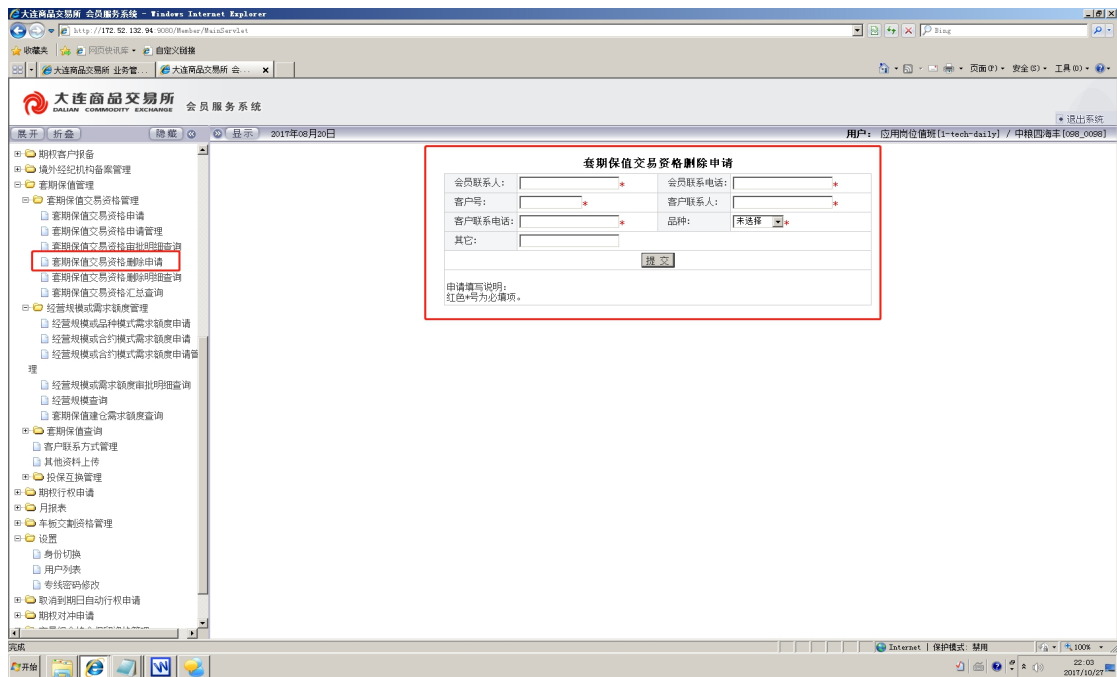 大连商品交易所 会员服务系统 - Windows Internet Explorer
http://172.52.132.94:9080/Member/MainServlet
Bing
收藏夹 网页快讯库 自定义链接
大连商品交易所 业务管... 大连商品交易所 会... x
页面(P) 安全(S) 工具(O)
大连商品交易所
DALIAN COMMODITY EXCHANGE
会员服务系统
退出系统
展开 折叠 隐藏 显示 2017年08月20日 用户: 应用岗位值班[1-tech-daily] / 中粮四海丰[098_0098]
期权客户报备
境外经纪机构备案管理
套期保值管理
套期保值交易资格管理
套期保值交易资格申请
套期保值交易资格申请管理
套期保值交易资格审批明细查询
套期保值交易资格删除申请
套期保值交易资格删除明细查询
套期保值交易资格汇总查询
经营规模或需求额度管理
经营规模或品种模式需求额度申请
经营规模或合约模式需求额度申请
经营规模或合约模式需求额度申请管
理
经营规模或需求额度审批明细查询
经营规模查询
套期保值建仓需求额度查询
套期保值查询
客户联系方式管理
其他资料上传
投保互换管理
期权行权申请
月报表
车板交割资格管理
设置
身份切换
用户列表
专线密码修改
取消到期日自动行权申请
期权对冲申请
套期保值交易资格删除申请
会员联系人: * 会员联系电话: *
客户号: * 客户联系人: *
客户联系电话: * 品种: 未选择 *
其它:
提 交
申请填写说明:
红色*号为必填项。
完成 Internet | 保护模式: 禁用 100%
开始 22:03
2017/10/27